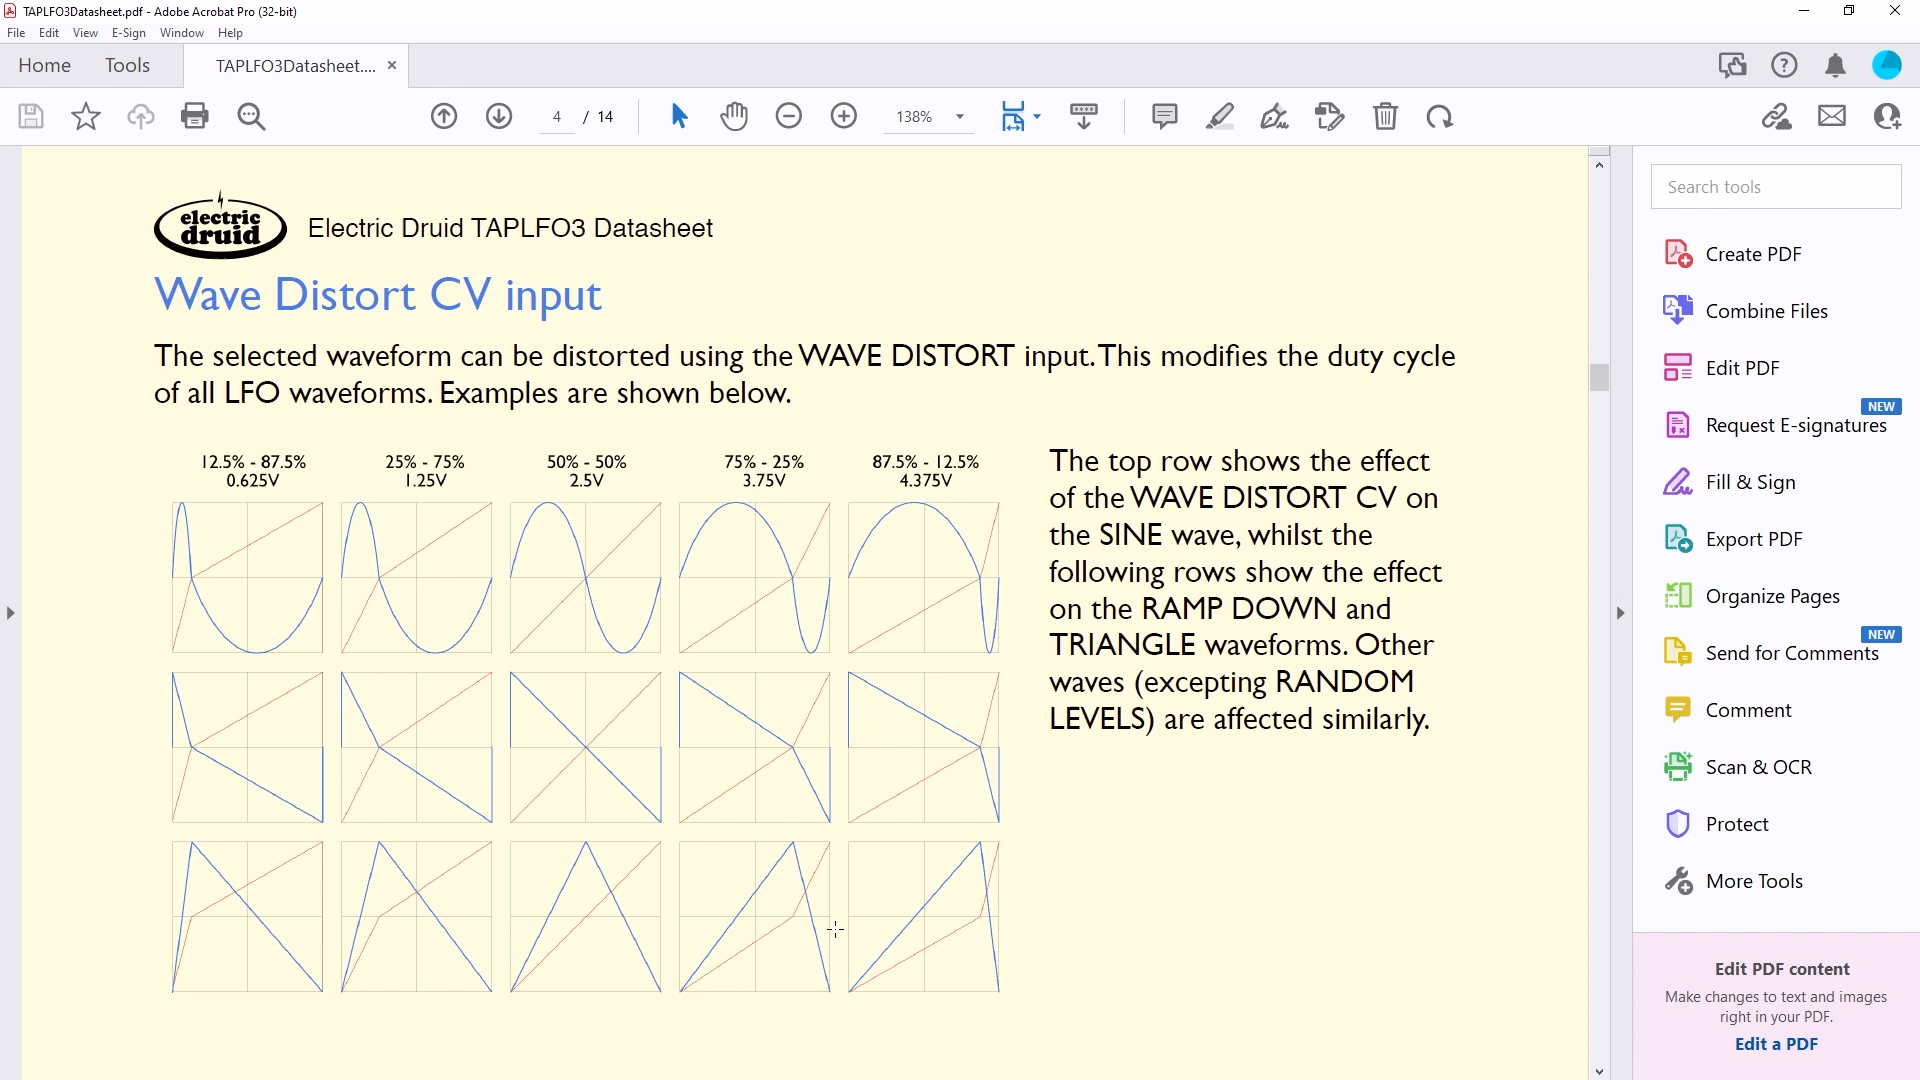 TAPLFO3Datasheet.pdf - Adobe Acrobat Pro (32-bit)
File Edit View E-Sign Window Help
Home Tools TAPLFO3Datasheet....
4 / 14 138%
electric
druid
Electric Druid TAPLFO3 Datasheet
Wave Distort CV input
The selected waveform can be distorted using the WAVE DISTORT input. This modifies the duty cycle
of all LFO waveforms. Examples are shown below.
12.5% - 87.5% 25% - 75% 50% - 50% 75% - 25% 87.5% - 12.5%
0.625V 1.25V 2.5V 3.75V 4.375V
The top row shows the effect
of the WAVE DISTORT CV on
the SINE wave, whilst the
following rows show the effect
on the RAMP DOWN and
TRIANGLE waveforms. Other
waves (excepting RANDOM
LEVELS) are affected similarly.
Search tools
Create PDF
Combine Files
Edit PDF
NEW
Request E-signatures
Fill & Sign
Export PDF
Organize Pages
NEW
Send for Comments
Comment
Scan & OCR
Protect
More Tools
Edit PDF content
Make changes to text and images
right in your PDF.
Edit a PDF